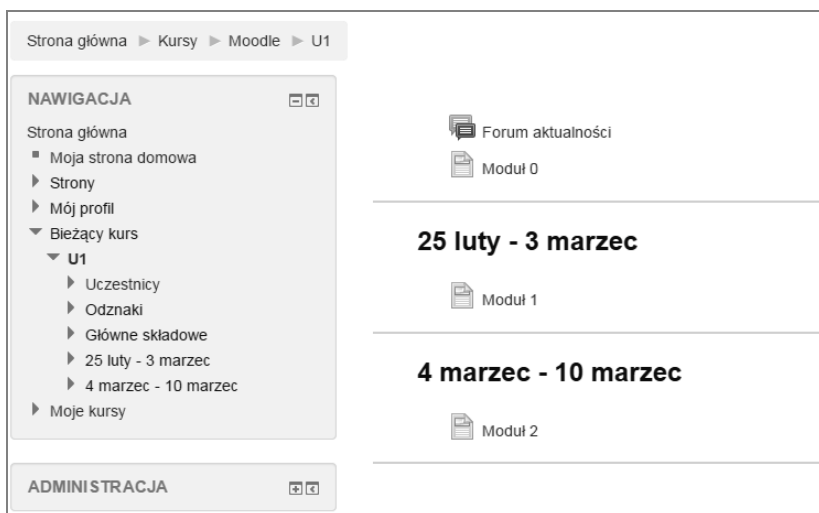 Strona główna ► Kursy ► Moodle ► U1
NAWIGACJA
Strona główna
Moja strona domowa
Strony
Mój profil
Bieżący kurs
U1
Uczestnicy
Odznaki
Główne składowe
25 luty - 3 marzec
4 marzec - 10 marzec
Moje kursy
ADMINISTRACJA
Forum aktualności
Moduł 0
25 luty - 3 marzec
Moduł 1
4 marzec - 10 marzec
Moduł 2